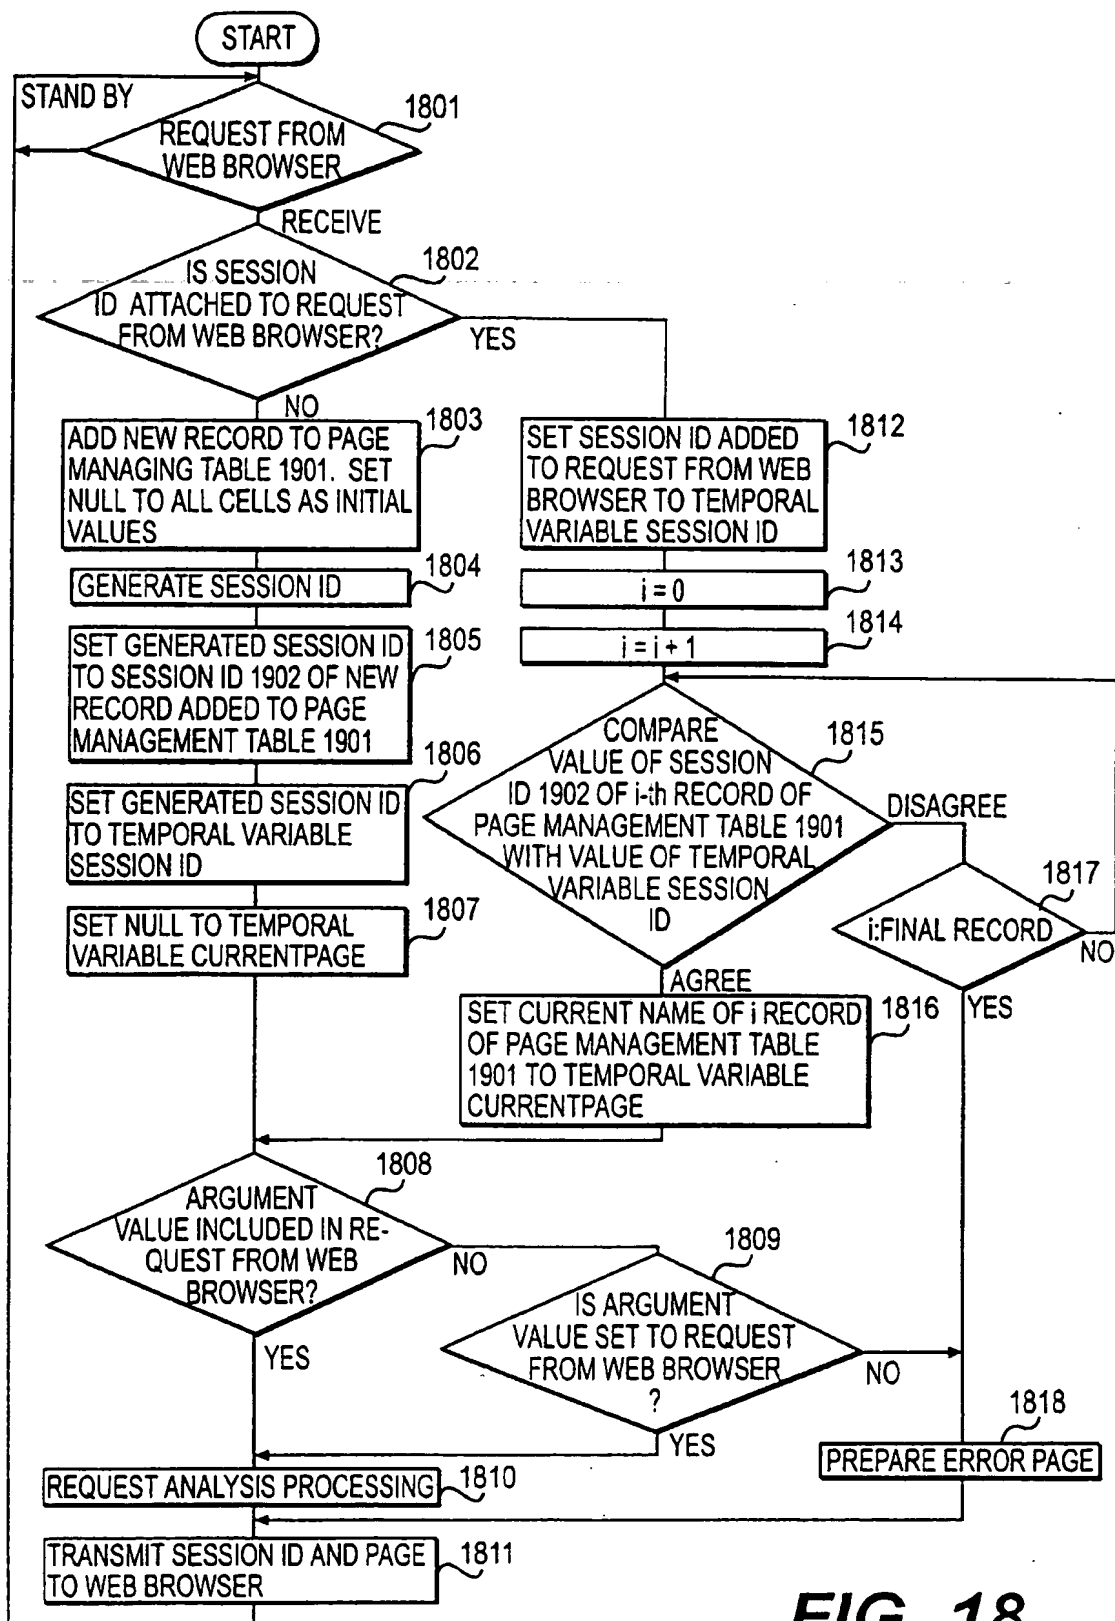 START
STAND BY
1801
REQUEST FROM
WEB BROWSER
RECEIVE
1802
IS SESSION
ID ATTACHED TO REQUEST
FROM WEB BROWSER?
YES
NO
1803
ADD NEW RECORD TO PAGE
MANAGING TABLE 1901. SET
NULL TO ALL CELLS AS INITIAL
VALUES
1804
GENERATE SESSION ID
1805
SET GENERATED SESSION ID
TO SESSION ID 1902 OF NEW
RECORD ADDED TO PAGE
MANAGEMENT TABLE 1901
1806
SET GENERATED SESSION ID
TO TEMPORAL VARIABLE
SESSION ID
1807
SET NULL TO TEMPORAL
VARIABLE CURRENTPAGE
1812
SET SESSION ID ADDED
TO REQUEST FROM WEB
BROWSER TO TEMPORAL
VARIABLE SESSION ID
1813
i = 0
1814
i = i + 1
1815
COMPARE
VALUE OF SESSION
ID 1902 OF i-th RECORD OF
PAGE MANAGEMENT TABLE 1901
WITH VALUE OF TEMPORAL
VARIABLE SESSION
ID
DISAGREE
1817
i:FINAL RECORD
NO
YES
AGREE
1816
SET CURRENT NAME OF i RECORD
OF PAGE MANAGEMENT TABLE
1901 TO TEMPORAL VARIABLE
CURRENTPAGE
1808
ARGUMENT
VALUE INCLUDED IN RE-
QUEST FROM WEB
BROWSER?
NO
YES
1809
IS ARGUMENT
VALUE SET TO REQUEST
FROM WEB BROWSER
?
NO
YES
1818
PREPARE ERROR PAGE
REQUEST ANALYSIS PROCESSING
1810
TRANSMIT SESSION ID AND PAGE
TO WEB BROWSER
1811
FIG. 18